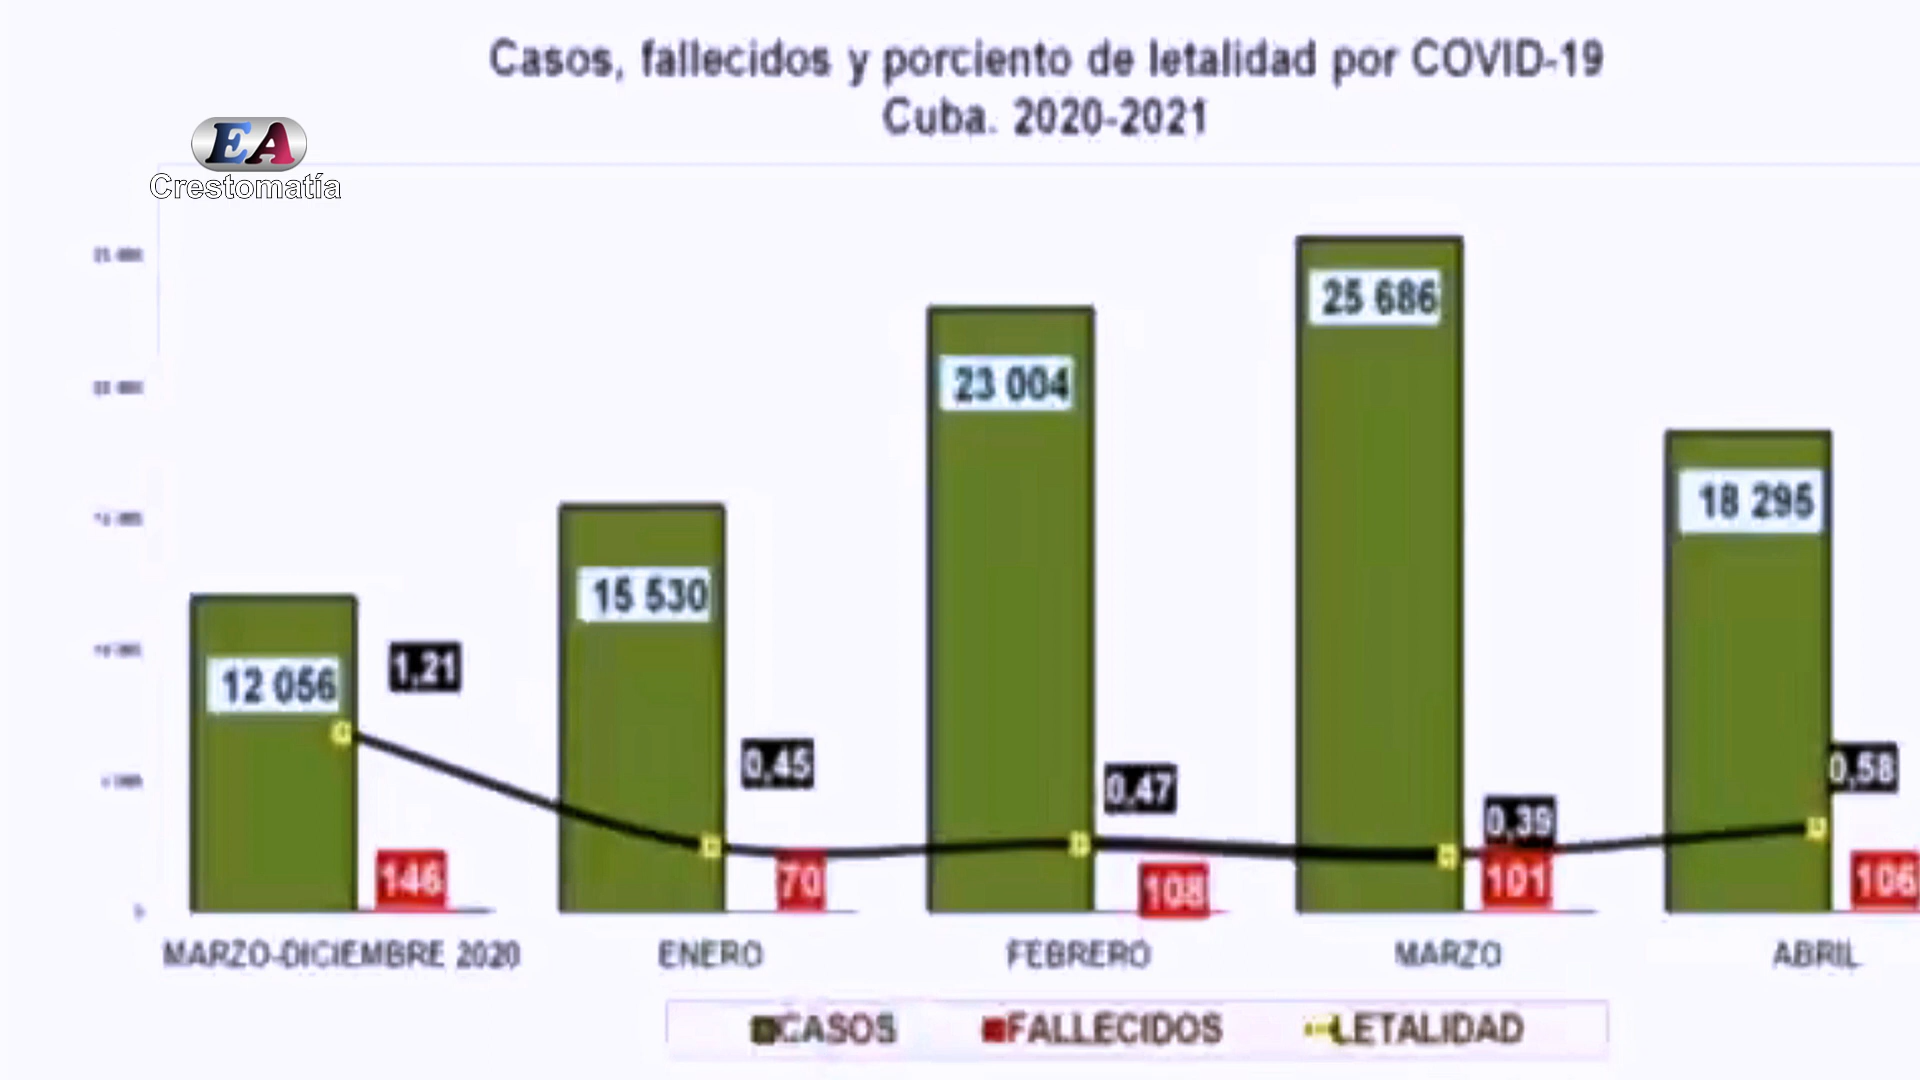 Casos, fallecidos y porciento de letalidad por COVID-19
Cuba. 2020-2021
EA
Crestomatía
25 686
23 004
18 295
15 530
12 056
1,21
0,45
0,47
0,39
0,58
146
70
108
101
106
0
MARZO-DICIEMBRE 2020
ENERO
FEBRERO
MARZO
ABRIL
CASOS
FALLECIDOS
LETALIDAD